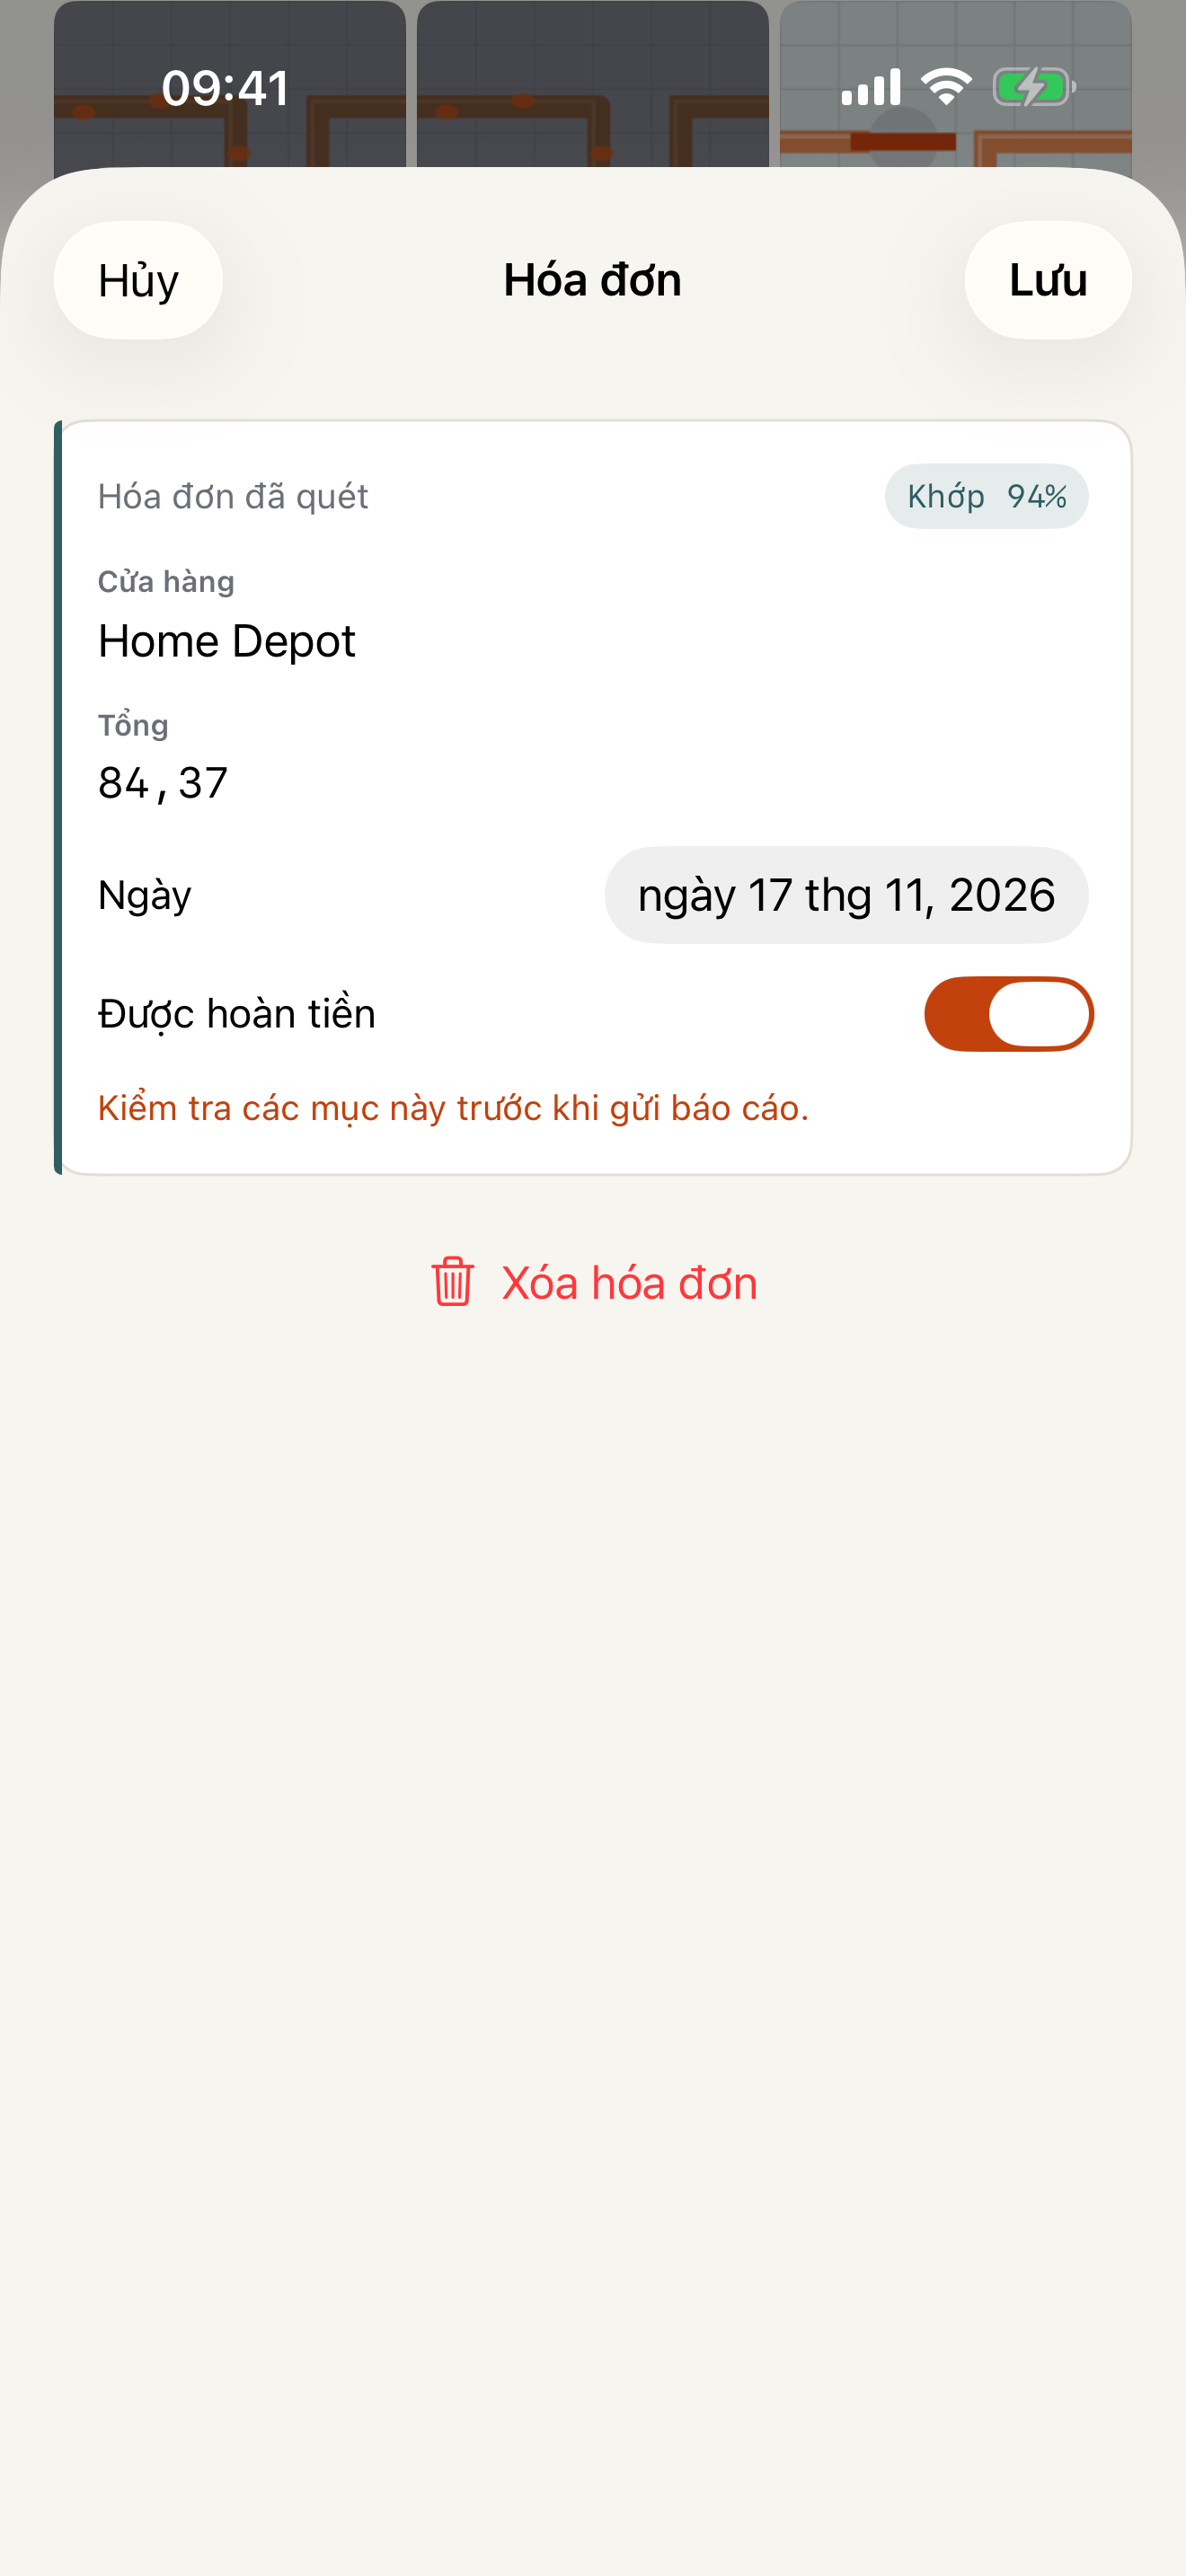 09:41
Hủy
Hóa đơn
Lưu
Hóa đơn đã quét
Khớp 94%
Cửa hàng
Home Depot
Tổng
84,37
Ngày
ngày 17 thg 11, 2026
Được hoàn tiền
Kiểm tra các mục này trước khi gửi báo cáo.
Xóa hóa đơn